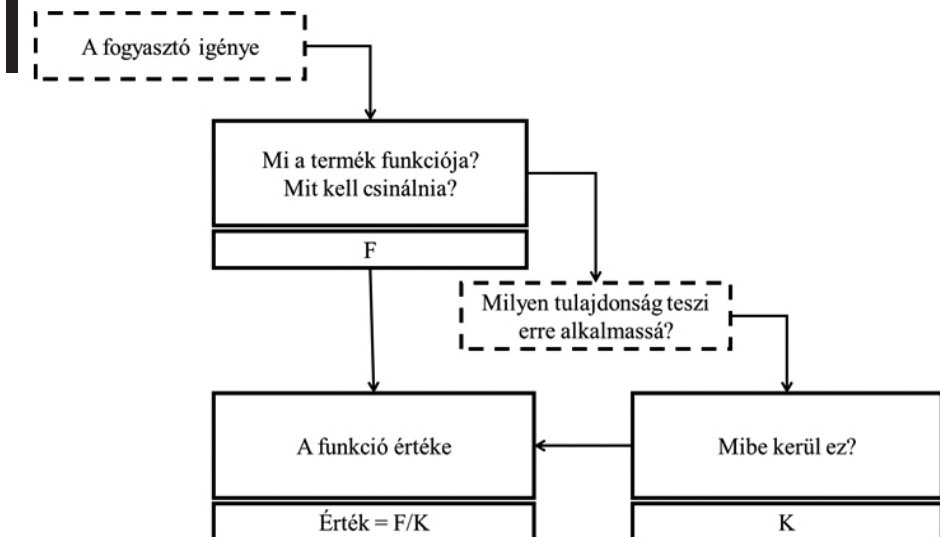 A fogyasztó igénye
Mi a termék funkciója?
Mit kell csinálnia?
F
Milyen tulajdonság teszi
erre alkalmassá?
A funkció értéke
Mibe kerül ez?
Érték = F/K
K